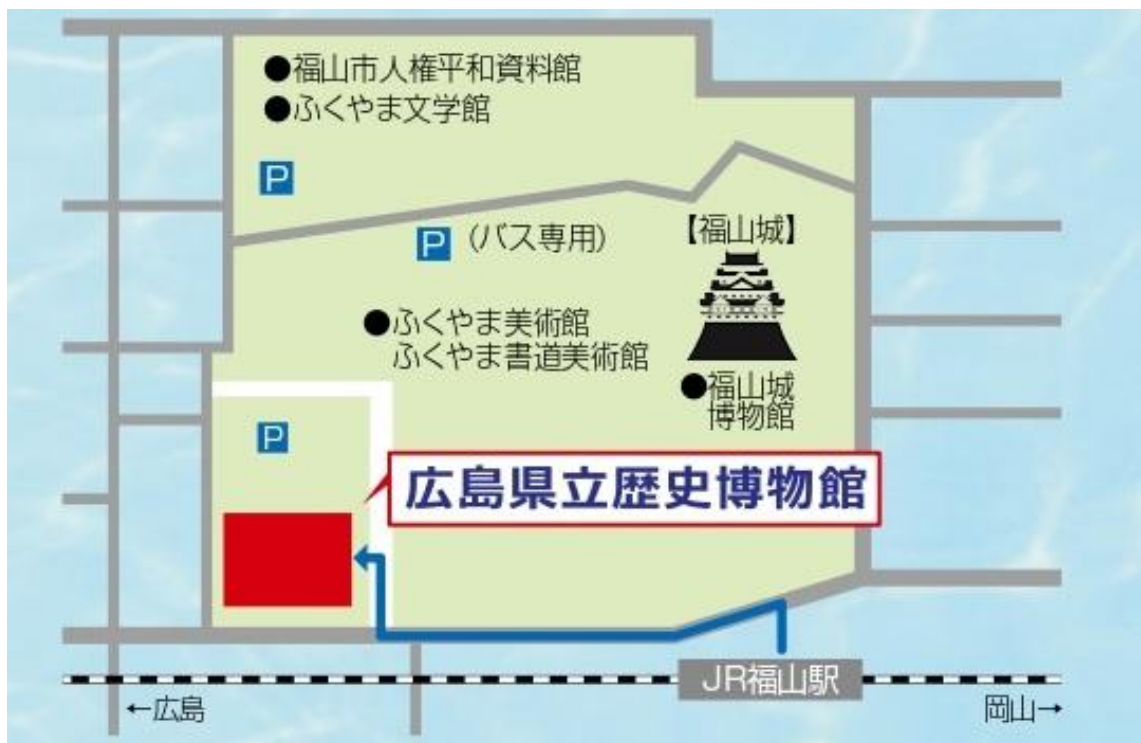 ●福山市人権平和資料館
●ふくやま文学館
P
P (バス専用)
【福山城】
●ふくやま美術館
ふくやま書道美術館
●福山城
博物館
P
広島県立歴史博物館
JR福山駅
←広島
岡山→